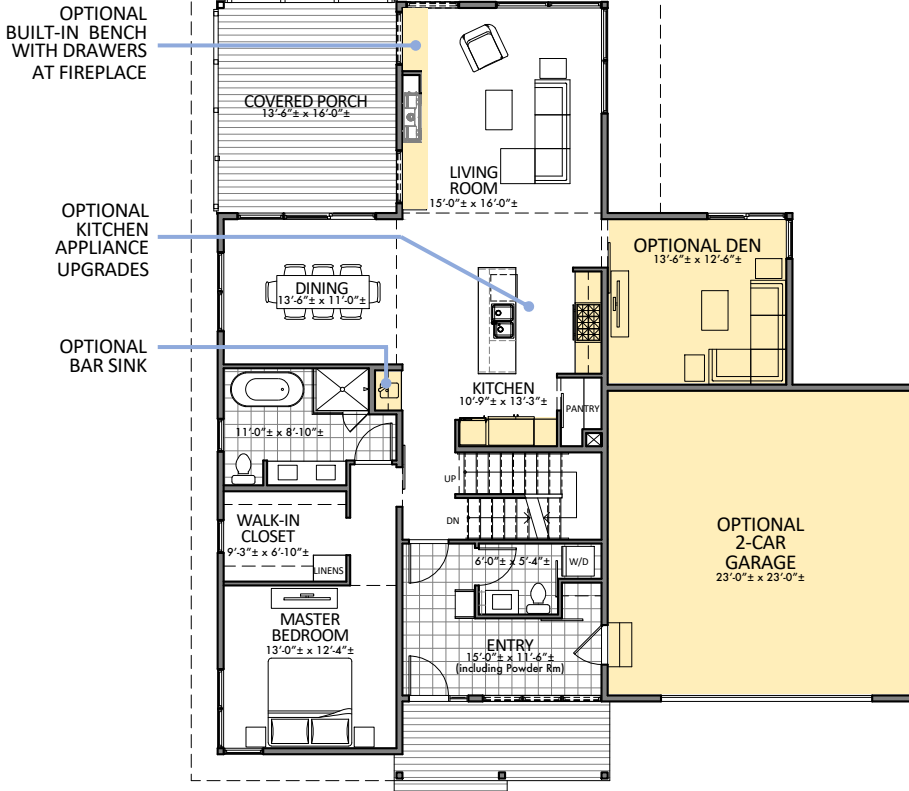 OPTIONAL
BUILT-IN BENCH
WITH DRAWERS
AT FIREPLACE
COVERED PORCH
13'-6"± x 16'-0"±
LIVING
ROOM
15'-0"± x 16'-0"±
OPTIONAL
KITCHEN
APPLIANCE
UPGRADES
OPTIONAL DEN
13'-6"± x 12'-6"±
DINING
13'-6"± x 11'-0"±
OPTIONAL
BAR SINK
KITCHEN
10'-9"± x 13'-3"±
PANTRY
11'-0"± x 8'-10"±
UP
DN
WALK-IN
CLOSET
9'-3"± x 6'-10"±
LINENS
6'-0"± x 5'-4"±
W/D
OPTIONAL
2-CAR
GARAGE
23'-0"± x 23'-0"±
MASTER
BEDROOM
13'-0"± x 12'-4"±
ENTRY
15'-0"± x 11'-6"±
(including Powder Rm)